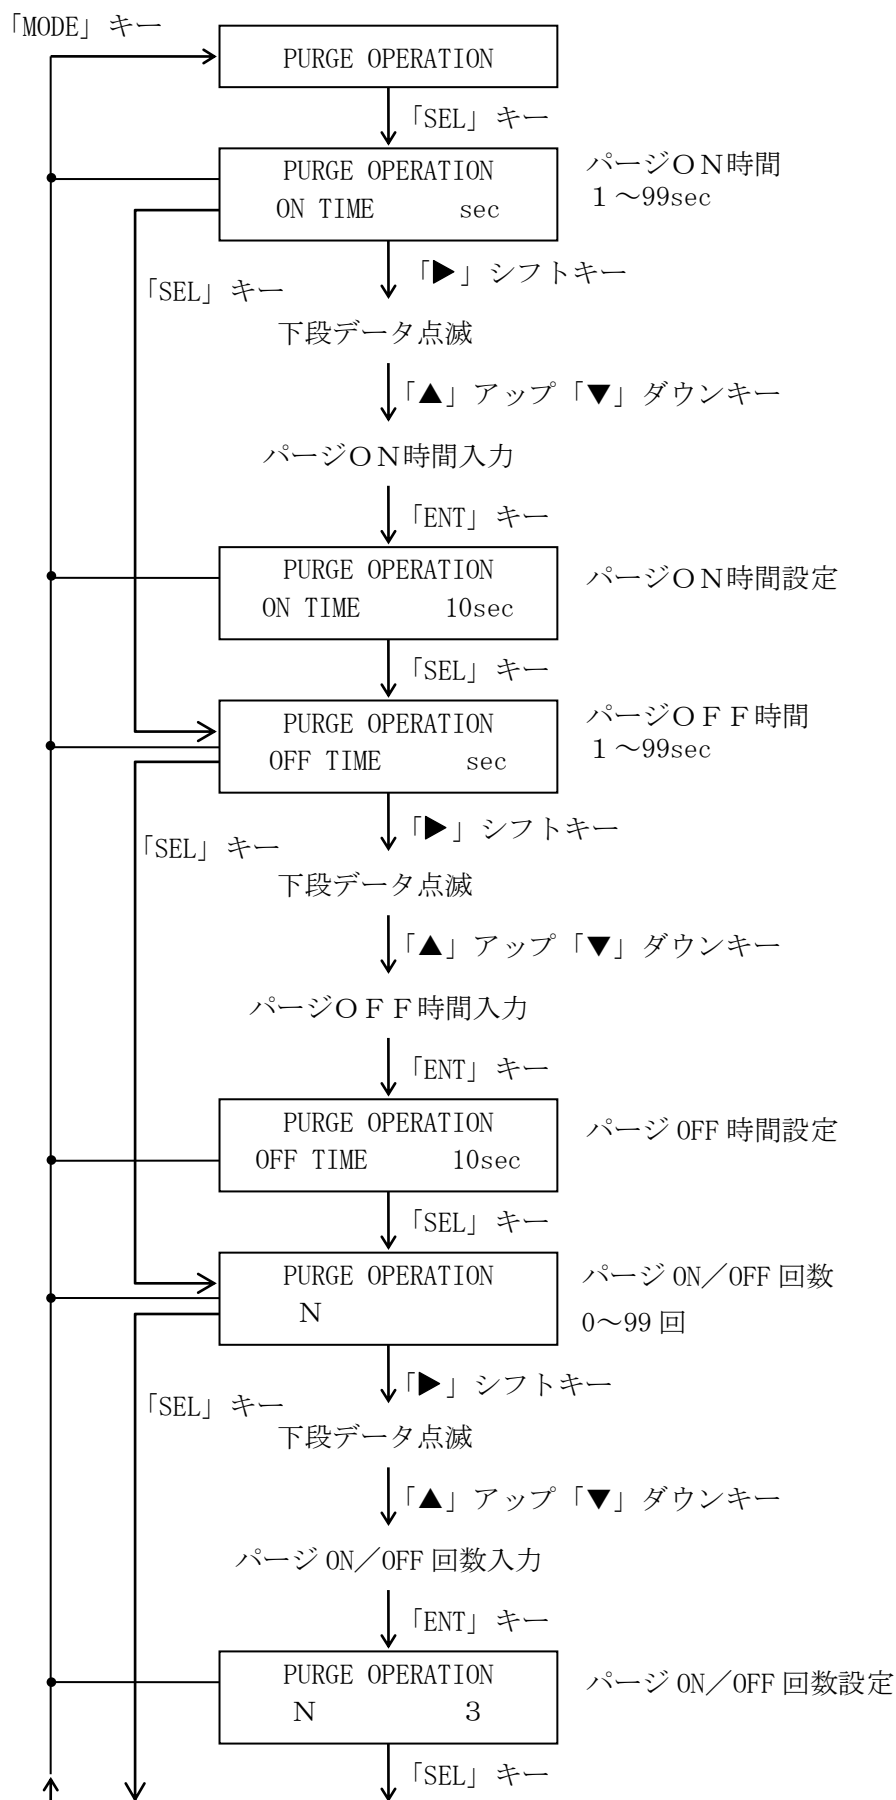 「MODE」キー
PURGE OPERATION
「SEL」キー
PURGE OPERATION
ON TIME sec
パージＯＮ時間
１～99sec
「▶」シフトキー
「SEL」キー
下段データ点滅
「▲」アップ「▼」ダウンキー
パージＯＮ時間入力
「ENT」キー
PURGE OPERATION
ON TIME 10sec
パージＯＮ時間設定
「SEL」キー
PURGE OPERATION
OFF TIME sec
パージＯＦＦ時間
１～99sec
「▶」シフトキー
「SEL」キー
下段データ点滅
「▲」アップ「▼」ダウンキー
パージＯＦＦ時間入力
「ENT」キー
PURGE OPERATION
OFF TIME 10sec
パージ OFF 時間設定
「SEL」キー
PURGE OPERATION
Ｎ
パージ ON／OFF 回数
0～99 回
「▶」シフトキー
「SEL」キー
下段データ点滅
「▲」アップ「▼」ダウンキー
パージ ON／OFF 回数入力
「ENT」キー
PURGE OPERATION
Ｎ ３
パージ ON／OFF 回数設定
「SEL」キー